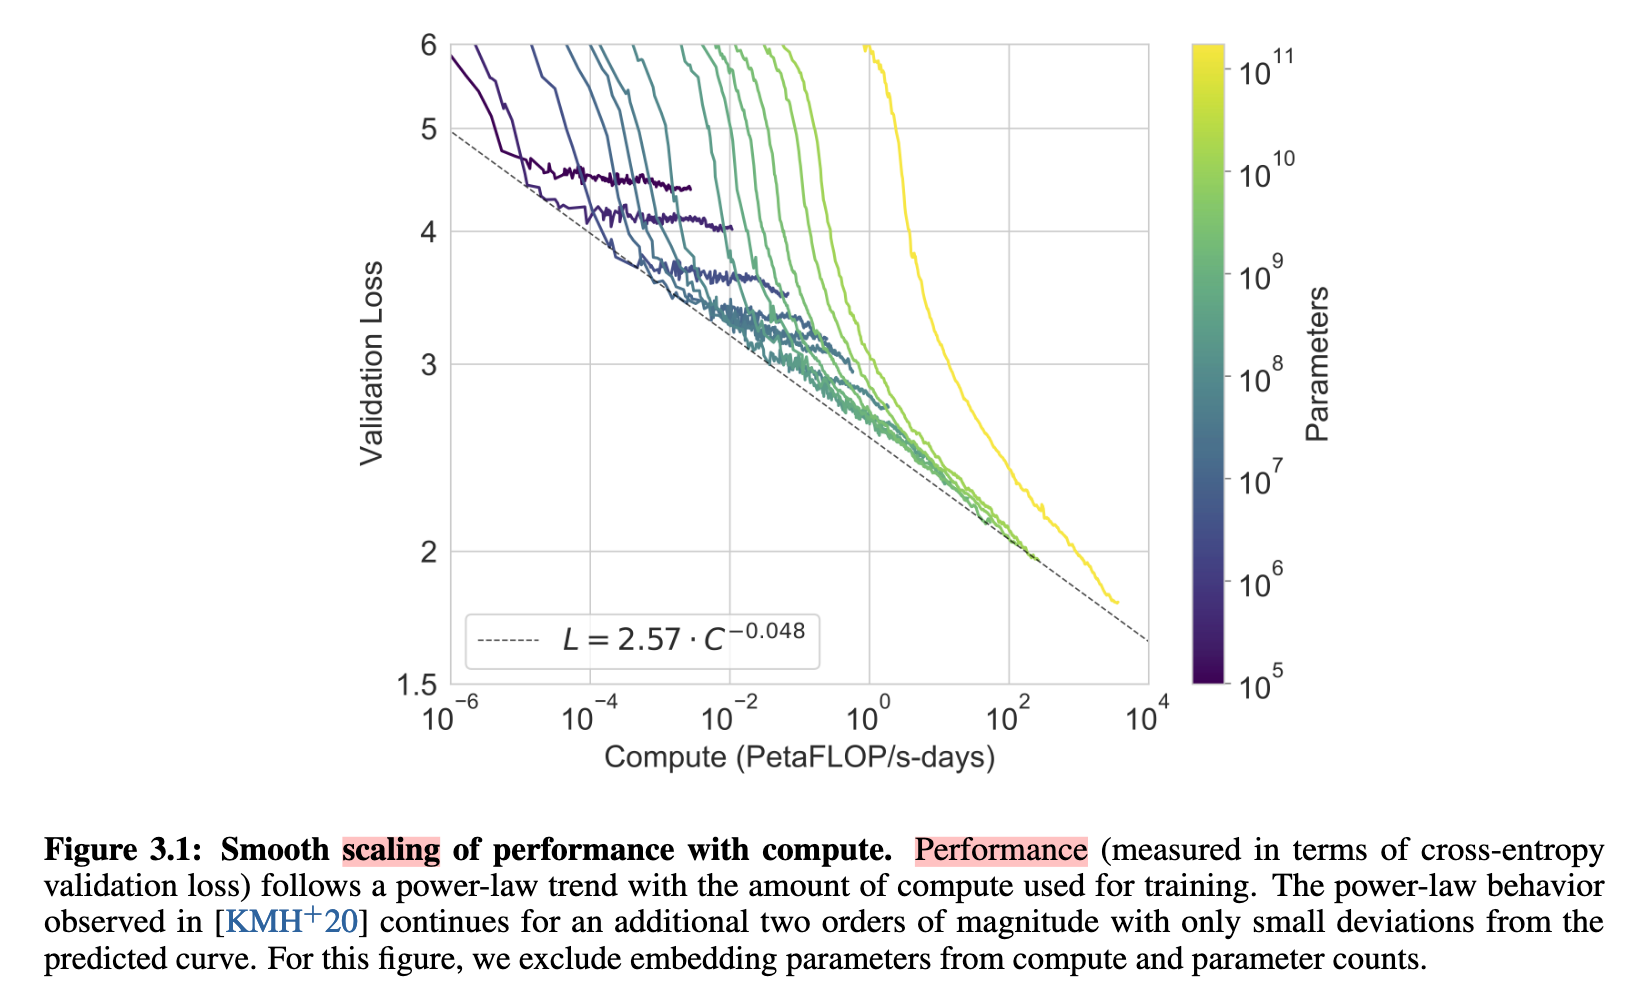 6
5
4
3
2
1.5
Validation Loss
10^−6 10^−4 10^−2 10^0 10^2 10^4
Compute (PetaFLOP/s-days)
L = 2.57 · C^−0.048
10^11
10^10
10^9
10^8
10^7
10^6
10^5
Parameters
Figure 3.1: Smooth scaling of performance with compute. Performance (measured in terms of cross-entropy
validation loss) follows a power-law trend with the amount of compute used for training. The power-law behavior
observed in [KMH+20] continues for an additional two orders of magnitude with only small deviations from the
predicted curve. For this figure, we exclude embedding parameters from compute and parameter counts.